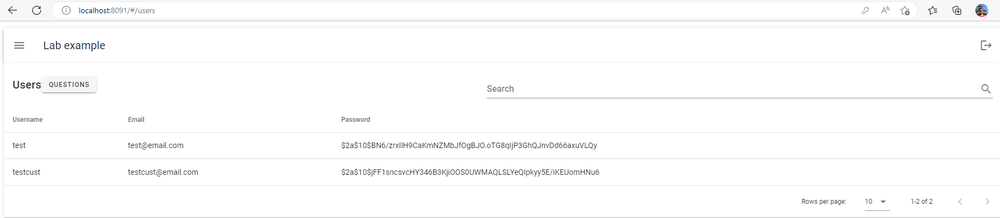 localhost:8091/#/users
Lab example
Users QUESTIONS
Search
Username Email Password
test test@email.com $2a$10$BN6/zrxIlH9CaKmNZMbJfOgBJO.oTG8qIjP3GhQJnvDd66axuVLQy
testcust testcust@email.com $2a$10$jFF1sncsvcHY346B3KjiOOS0UWMAQLSLYeQIpkyy5E/iKEUomHNu6
Rows per page: 10 1-2 of 2